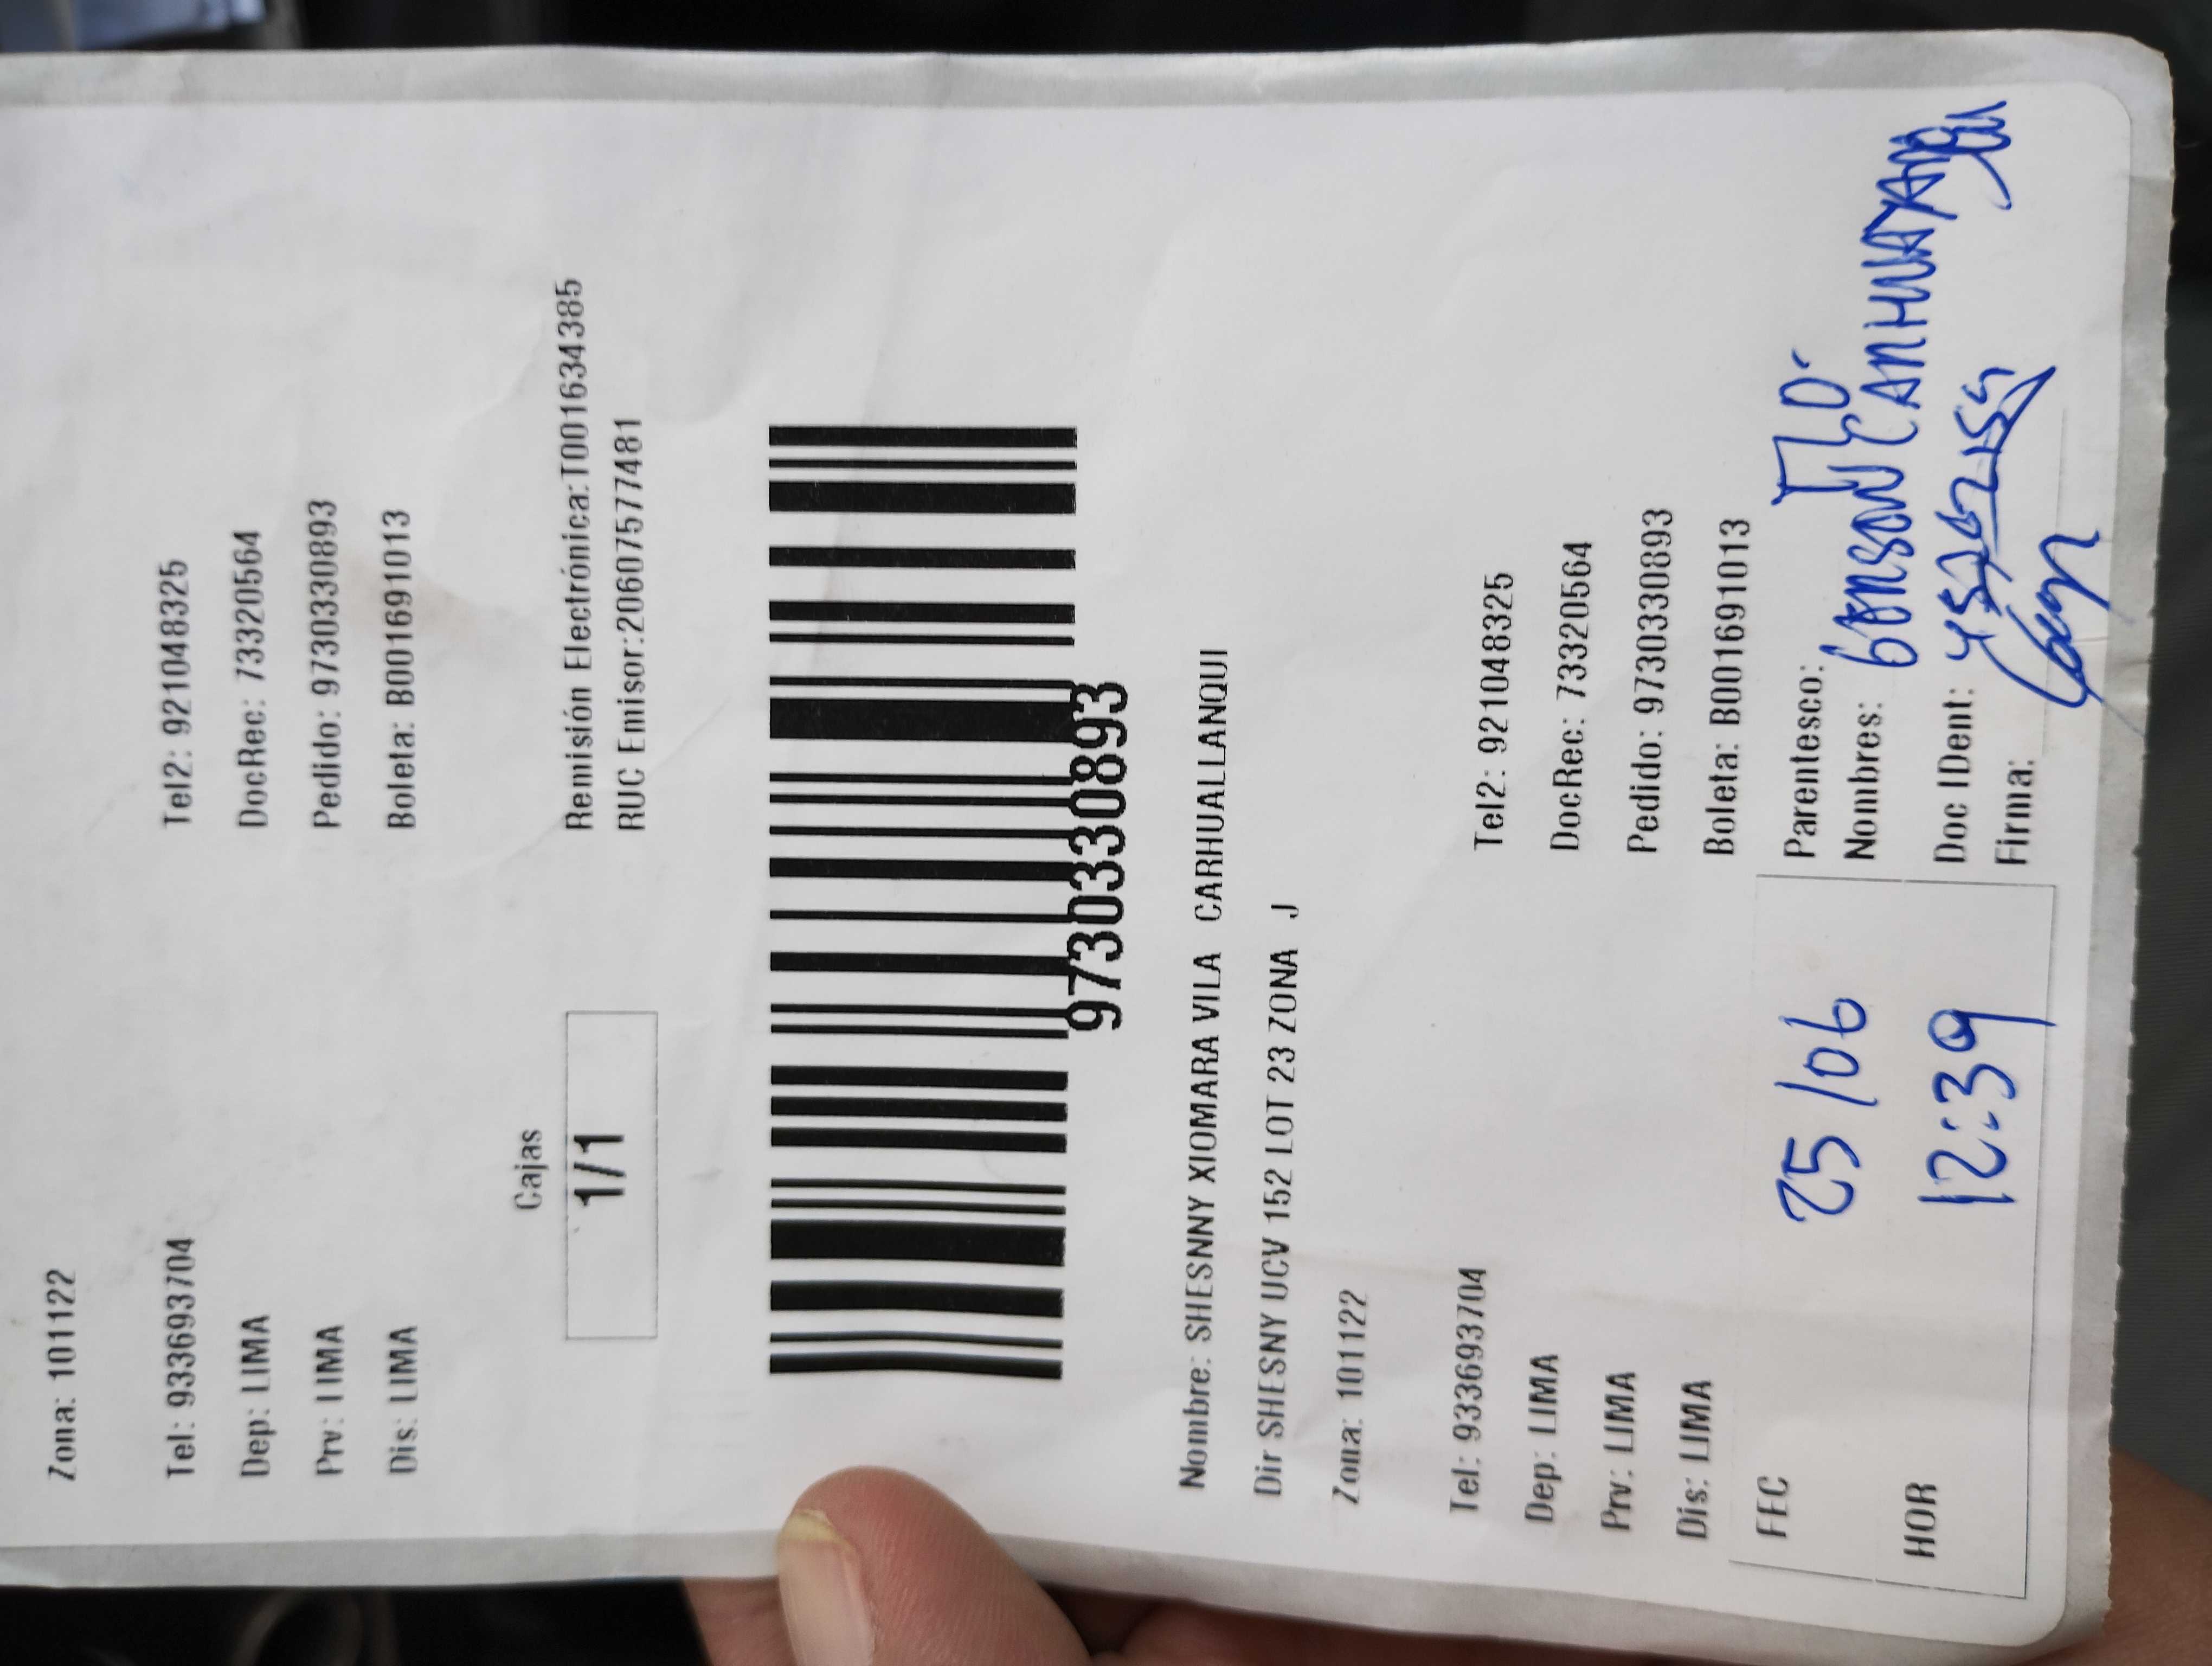 Zona: 101122
Tel: 933693704 Tel2: 921048325
Dep: LIMA DocRec: 73320564
Prv: LIMA Pedido: 9730330893
Dis: LIMA Boleta: B001691013
Cajas
1/1
Remisión Electrónica:T001634385
RUC Emisor:20607577481
9730330893
Nombre: SHESNNY XIOMARA VILA CARHUALLANQUI
Dir SHESNY UCV 152 LOT 23 ZONA J
Zona: 101122
Tel: 933693704 Tel2: 921048325
Dep: LIMA DocRec: 73320564
Prv: LIMA Pedido: 9730330893
Dis: LIMA Boleta: B001691013
FEC 25/06
HOR 12:39
Parentesco:
Nombres:
Doc IDent:
Firma: